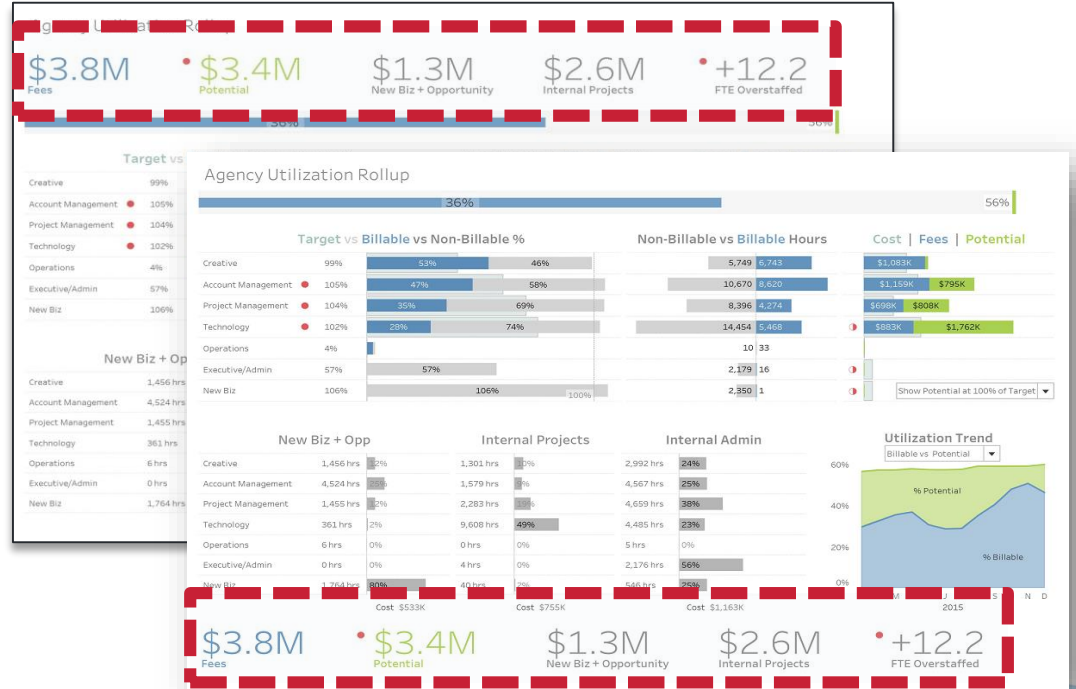 $3.8M $3.4M $1.3M $2.6M +12.2
Fees Potential New Biz + Opportunity Internal Projects FTE Overstaffed
36% 56%
Target vs
Creative 99%
Account Management 105%
Project Management 104%
Technology 102%
Operations 4%
Executive/Admin 57%
New Biz 106%
New Biz + Op
Creative 1,456 hrs
Account Management 4,524 hrs
Project Management 1,455 hrs
Technology 361 hrs
Operations 6 hrs
Executive/Admin 0 hrs
New Biz 1,764 hrs
Agency Utilization Rollup
36% 56%
Target vs Billable vs Non-Billable % Non-Billable vs Billable Hours Cost | Fees | Potential
Creative 99% 53% 46% 5,749 6,743 $1,083K
Account Management 105% 47% 58% 10,670 8,620 $1,159K $795K
Project Management 104% 35% 69% 8,396 4,274 $698K $808K
Technology 102% 28% 74% 14,454 5,468 $883K $1,762K
Operations 4% 10 33
Executive/Admin 57% 57% 2,179 16
New Biz 106% 106% 100% 2,350 1 Show Potential at 100% of Target
New Biz + Opp Internal Projects Internal Admin Utilization Trend
Billable vs Potential
Creative 1,456 hrs 12% 1,301 hrs 10% 2,992 hrs 24% 60%
Account Management 4,524 hrs 25% 1,579 hrs 9% 4,567 hrs 25% % Potential
Project Management 1,455 hrs 12% 2,283 hrs 19% 4,659 hrs 38% 40%
Technology 361 hrs 2% 9,608 hrs 49% 4,485 hrs 23%
Operations 6 hrs 0% 0 hrs 0% 5 hrs 0% 20%
Executive/Admin 0 hrs 0% 4 hrs 0% 2,176 hrs 56% % Billable
New Biz 1,764 hrs 80% 40 hrs 2% 546 hrs 25% 0%
M S N D
Cost $533K Cost $755K Cost $1,163K 2015
$3.8M $3.4M $1.3M $2.6M +12.2
Fees Potential New Biz + Opportunity Internal Projects FTE Overstaffed